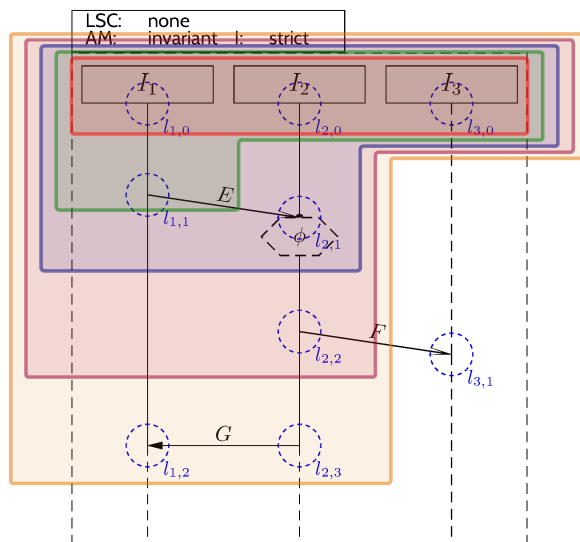 LSC: none
AM: invariant I: strict
I1 I2 I3
l1,0 l2,0 l3,0
E
l1,1
l2,1
ϕ
F
l2,2
l3,1
G
l1,2 l2,3